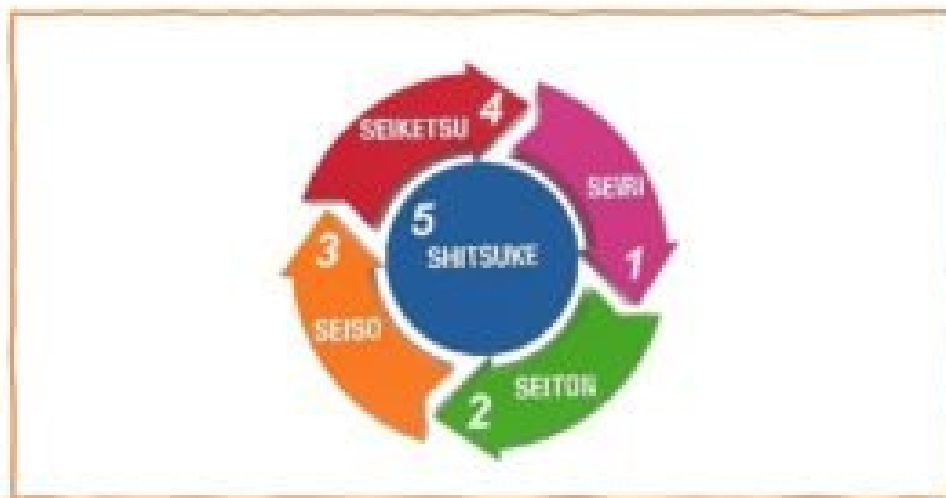 SEIRI
1
SEITON
2
3
SEISO
SEIKETSU
4
5
SHITSUKE